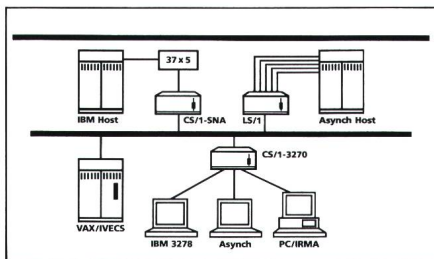 37 x 5
IBM Host
CS/1-SNA
LS/1
Asynch Host
CS/1-3270
VAX/IVECS
IBM 3278
Asynch
PC/IRMA